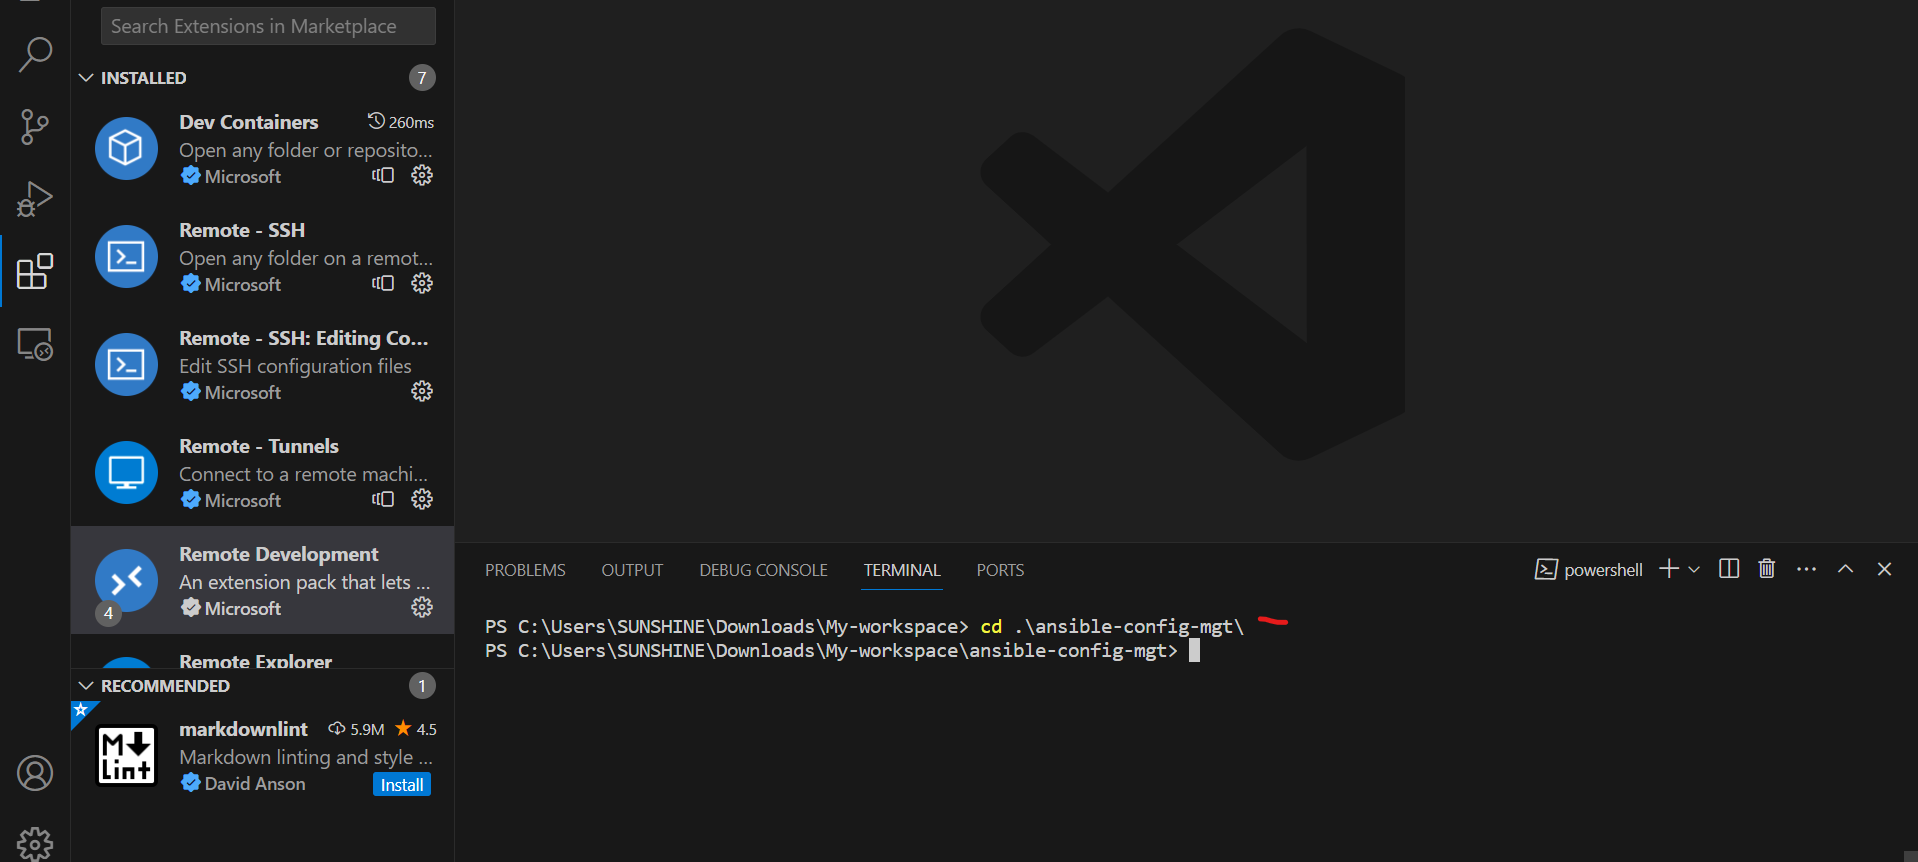 Search Extensions in Marketplace
INSTALLED 7
Dev Containers 260ms
Open any folder or reposito...
Microsoft
Remote - SSH
Open any folder on a remot...
Microsoft
Remote - SSH: Editing Co...
Edit SSH configuration files
Microsoft
Remote - Tunnels
Connect to a remote machi...
Microsoft
Remote Development
An extension pack that lets ...
4 Microsoft
Remote Explorer
RECOMMENDED 1
markdownlint 5.9M 4.5
Markdown linting and style ...
David Anson Install
M Lint
PROBLEMS OUTPUT DEBUG CONSOLE TERMINAL PORTS powershell
PS C:\Users\SUNSHINE\Downloads\My-workspace> cd .\ansible-config-mgt\
PS C:\Users\SUNSHINE\Downloads\My-workspace\ansible-config-mgt>